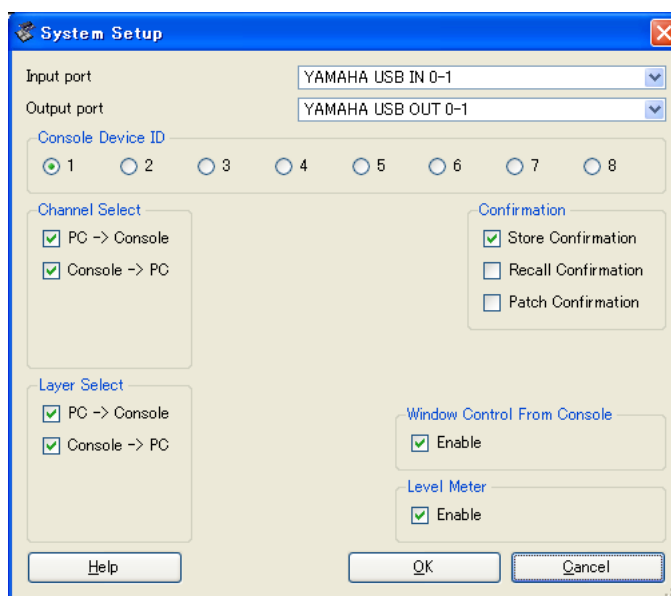 System Setup
Input port
YAMAHA USB IN 0-1
Output port
YAMAHA USB OUT 0-1
Console Device ID
1 2 3 4 5 6 7 8
Channel Select
PC -> Console
Console -> PC
Confirmation
Store Confirmation
Recall Confirmation
Patch Confirmation
Layer Select
PC -> Console
Console -> PC
Window Control From Console
Enable
Level Meter
Enable
Help
OK
Cancel